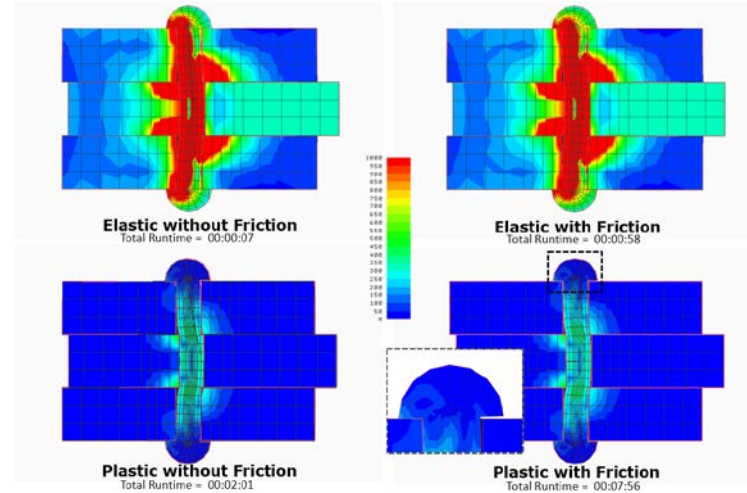 Elastic without Friction
Total Runtime = 00:00:07
Elastic with Friction
Total Runtime = 00:00:58
1000
950
900
850
800
750
700
650
600
550
500
450
400
350
300
250
200
150
100
50
0
Plastic without Friction
Total Runtime = 00:02:01
Plastic with Friction
Total Runtime = 00:07:56